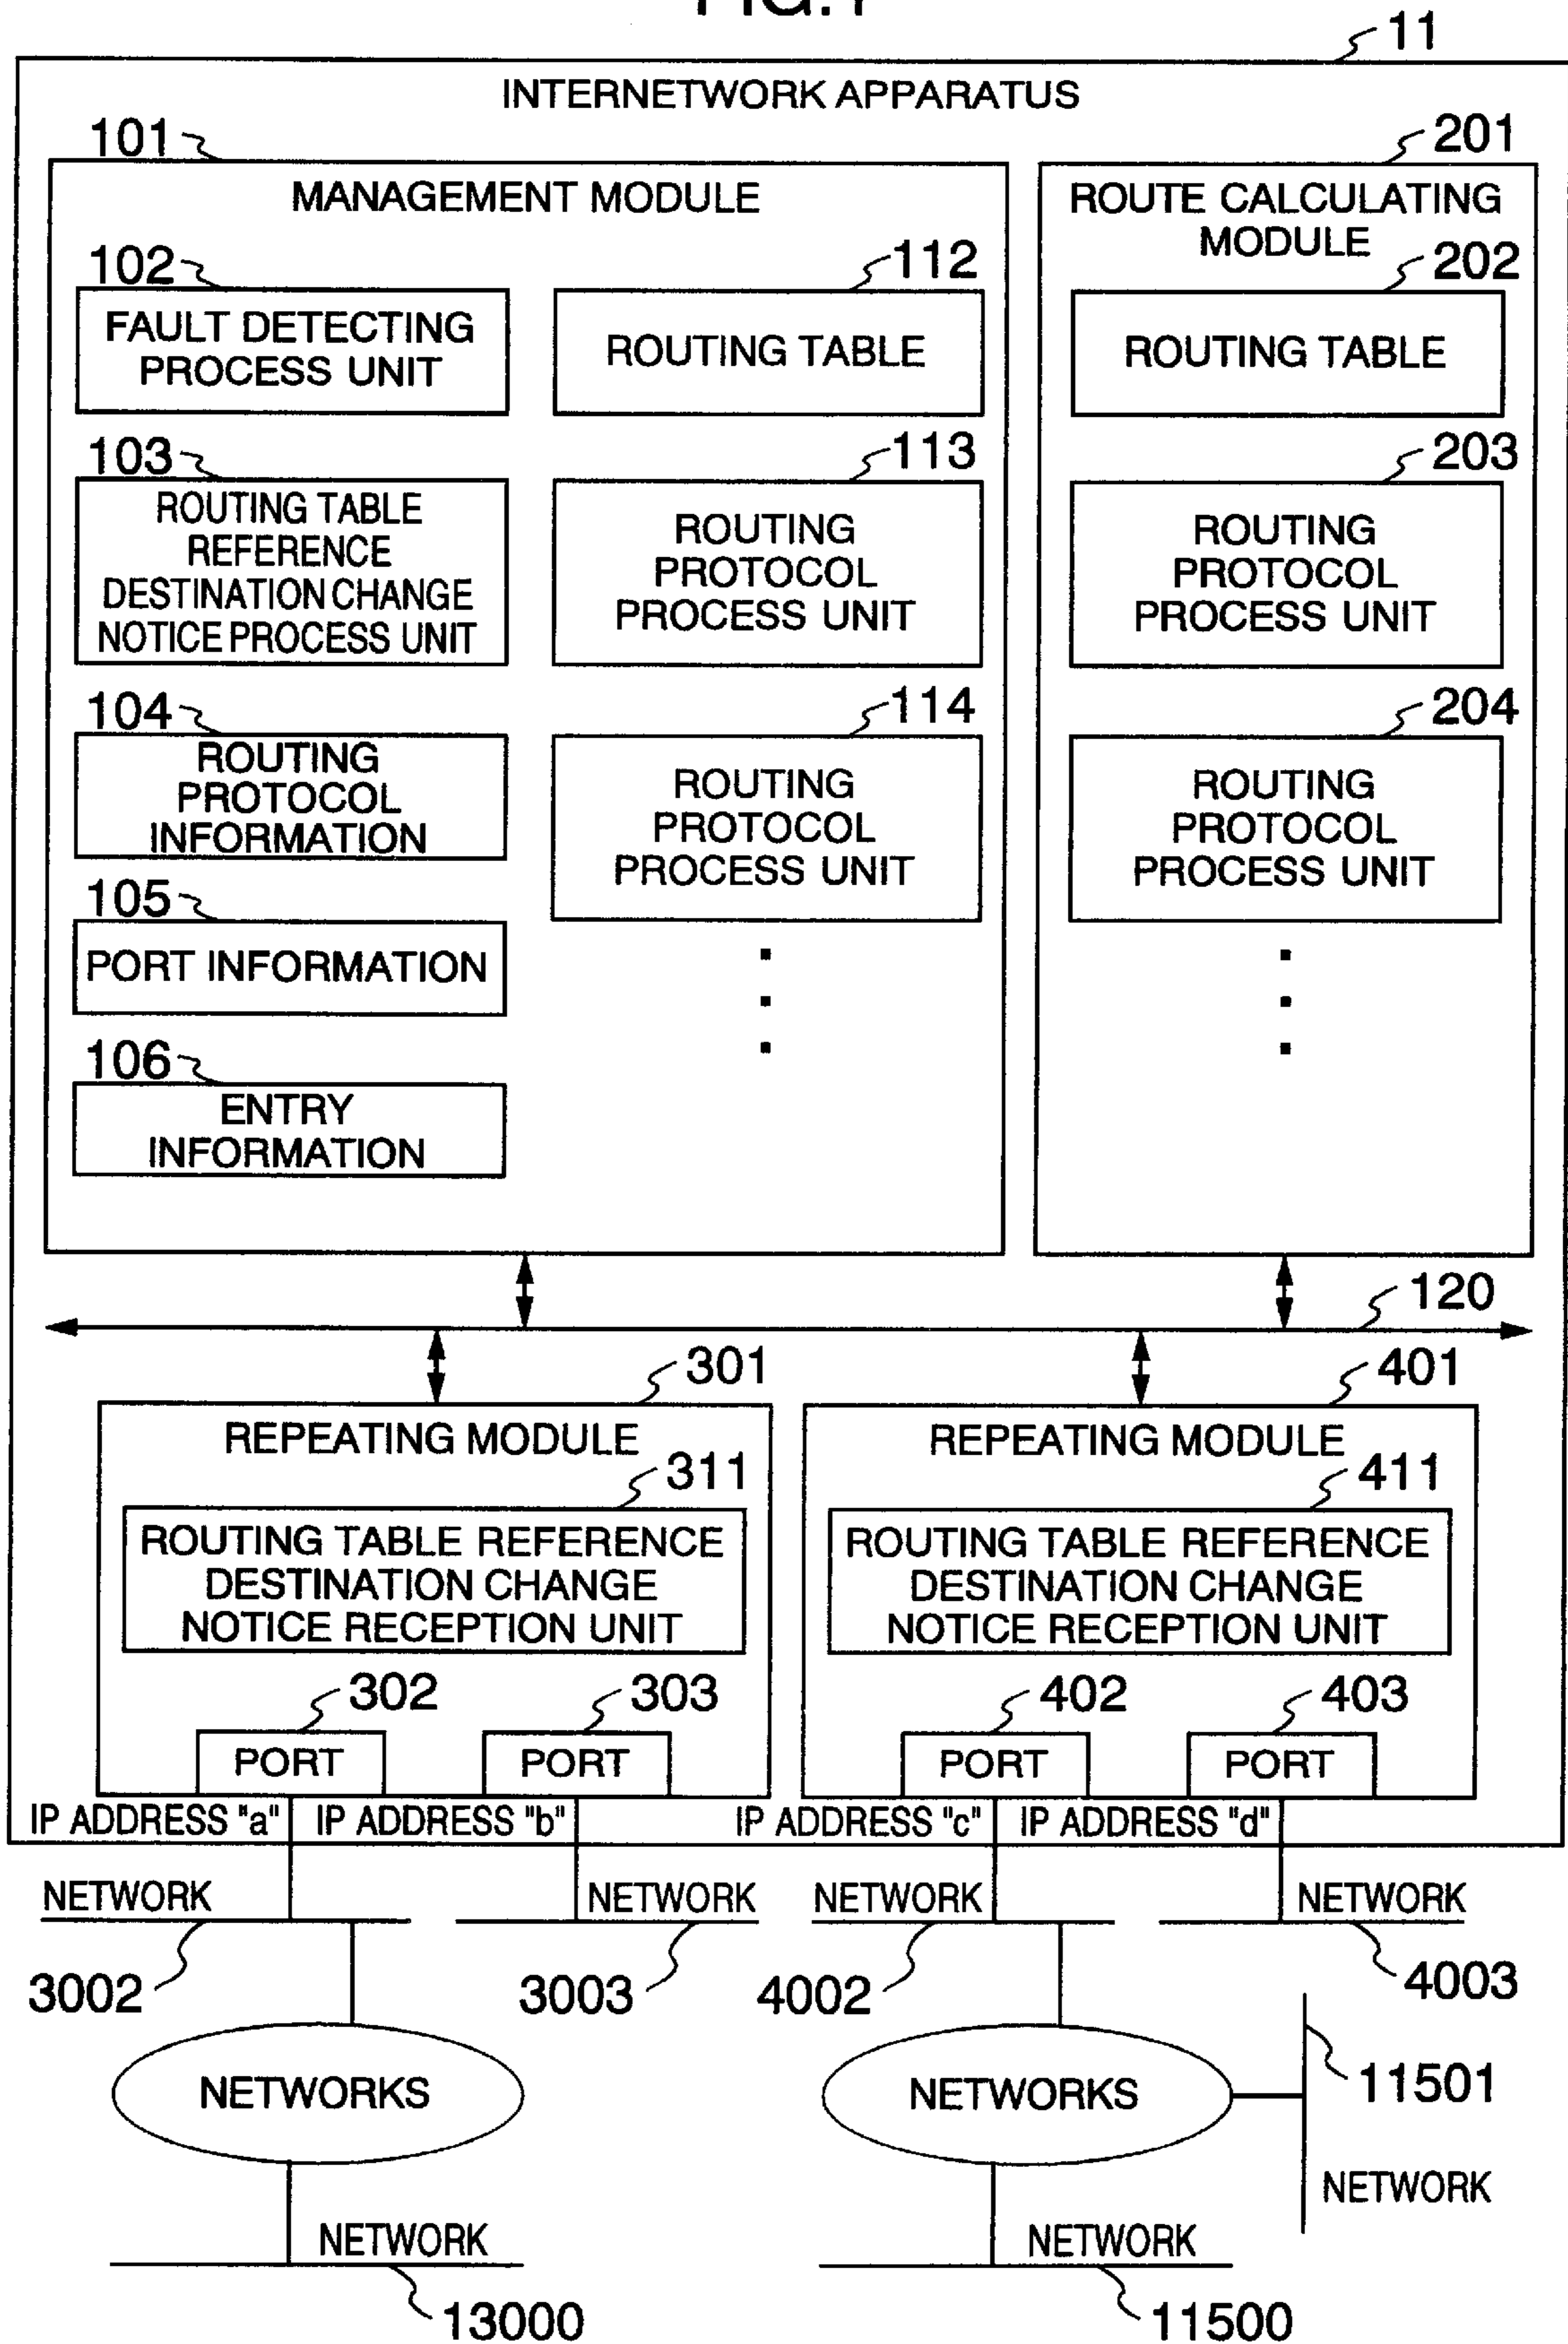 11
INTERNETWORK APPARATUS
101
201
MANAGEMENT MODULE
ROUTE CALCULATING
MODULE
102
112
202
FAULT DETECTING
PROCESS UNIT
ROUTING TABLE
ROUTING TABLE
103
113
203
ROUTING TABLE
REFERENCE
DESTINATION CHANGE
NOTICE PROCESS UNIT
ROUTING
PROTOCOL
PROCESS UNIT
ROUTING
PROTOCOL
PROCESS UNIT
104
114
204
ROUTING
PROTOCOL
INFORMATION
ROUTING
PROTOCOL
PROCESS UNIT
ROUTING
PROTOCOL
PROCESS UNIT
105
PORT INFORMATION
106
ENTRY
INFORMATION
120
301
401
REPEATING MODULE
REPEATING MODULE
311
411
ROUTING TABLE REFERENCE
DESTINATION CHANGE
NOTICE RECEPTION UNIT
ROUTING TABLE REFERENCE
DESTINATION CHANGE
NOTICE RECEPTION UNIT
302
303
402
403
PORT
PORT
PORT
PORT
IP ADDRESS "a"
IP ADDRESS "b"
IP ADDRESS "c"
IP ADDRESS "d"
NETWORK
NETWORK
NETWORK
NETWORK
3002
3003
4002
4003
NETWORKS
NETWORKS
11501
NETWORK
NETWORK
NETWORK
13000
11500